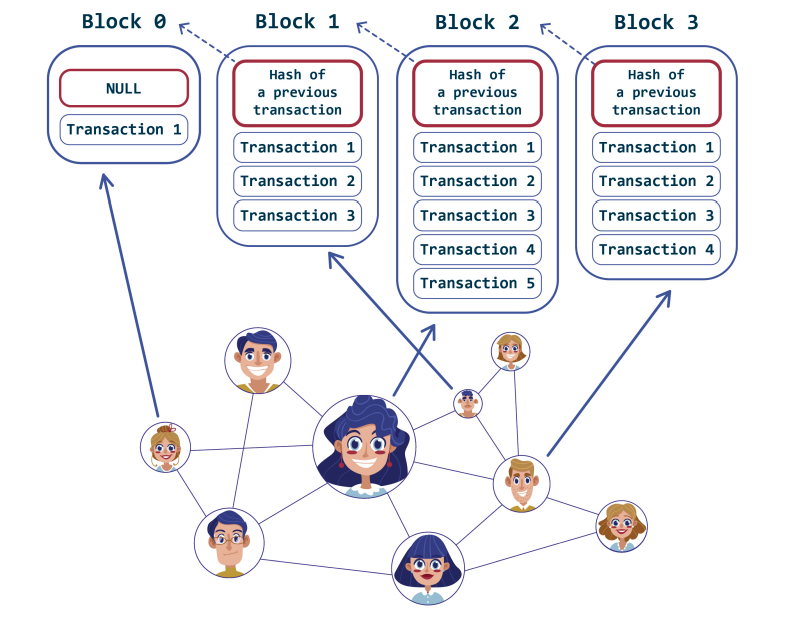 Block 0
Block 1
Block 2
Block 3
NULL
Transaction 1
Hash of
a previous
transaction
Transaction 1
Transaction 2
Transaction 3
Hash of
a previous
transaction
Transaction 1
Transaction 2
Transaction 3
Transaction 4
Transaction 5
Hash of
a previous
transaction
Transaction 1
Transaction 2
Transaction 3
Transaction 4